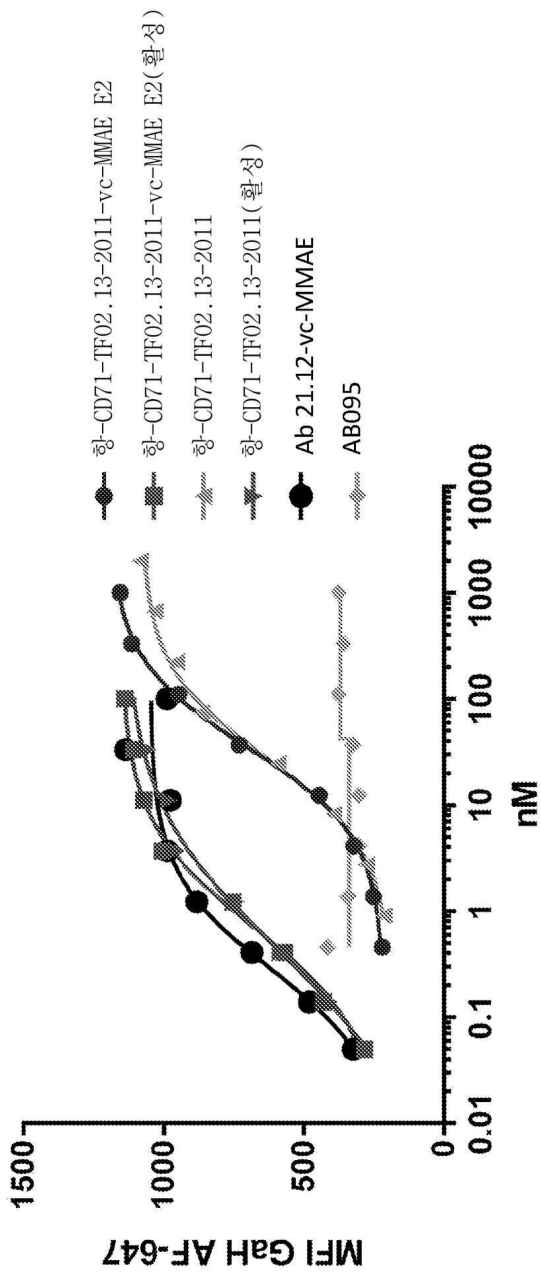 항-CD71-TF02.13-2011-vc-MMAE E2
항-CD71-TF02.13-2011-vc-MMAE E2(활성)
항-CD71-TF02.13-2011
항-CD71-TF02.13-2011(활성)
Ab 21.12-vc-MMAE
AB095
MFI GaH AF-647
1500
1000
500
0
0.01
0.1
1
10
100
1000
10000
nM